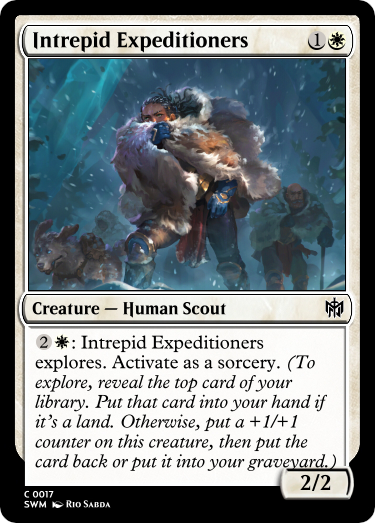 Intrepid Expeditioners 1
Creature — Human Scout
2 : Intrepid Expeditioners
explores. Activate as a sorcery. (To
explore, reveal the top card of your
library. Put that card into your hand if
it's a land. Otherwise, put a +1/+1
counter on this creature, then put the
card back or put it into your graveyard.)
2/2
C 0017
SWM Rio Sabda